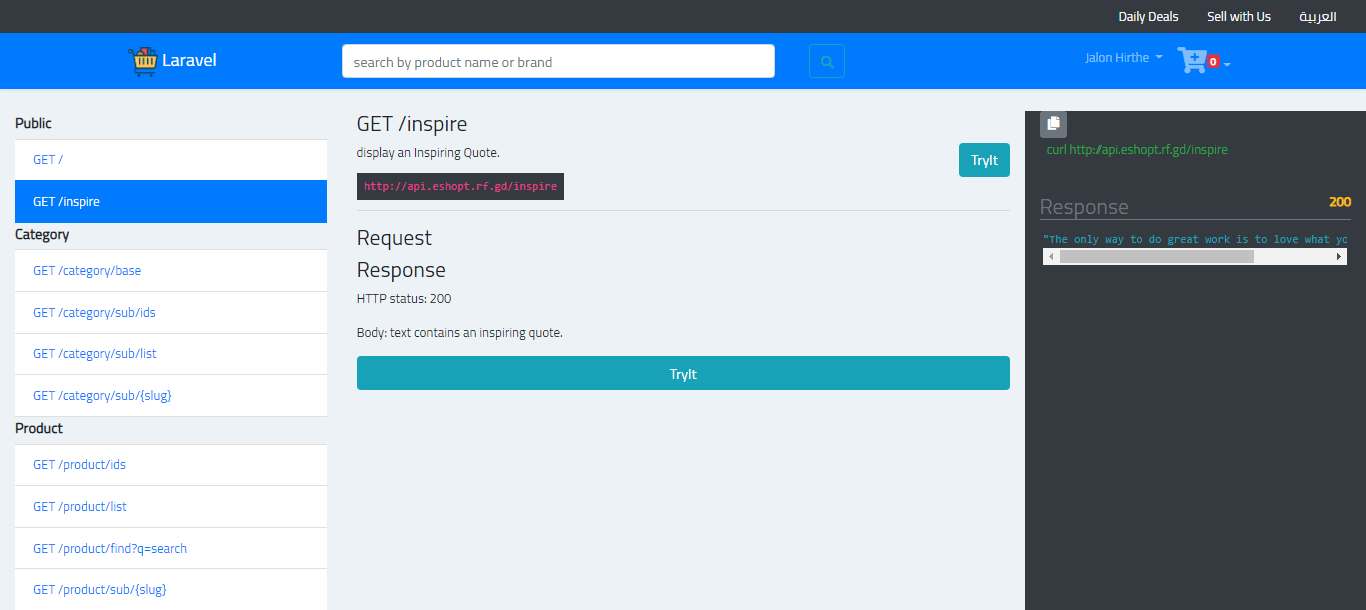 Daily Deals
Sell with Us
العربية
Laravel
search by product name or brand
Jalon Hirthe
0
Public
GET /
GET /inspire
Category
GET /category/base
GET /category/sub/ids
GET /category/sub/list
GET /category/sub/{slug}
Product
GET /product/ids
GET /product/list
GET /product/find?q=search
GET /product/sub/{slug}
GET /inspire
display an Inspiring Quote.
TryIt
http://api.eshopt.rf.gd/inspire
Request
Response
HTTP status: 200
Body: text contains an inspiring quote.
TryIt
curl http://api.eshopt.rf.gd/inspire
Response
200
"The only way to do great work is to love what yo